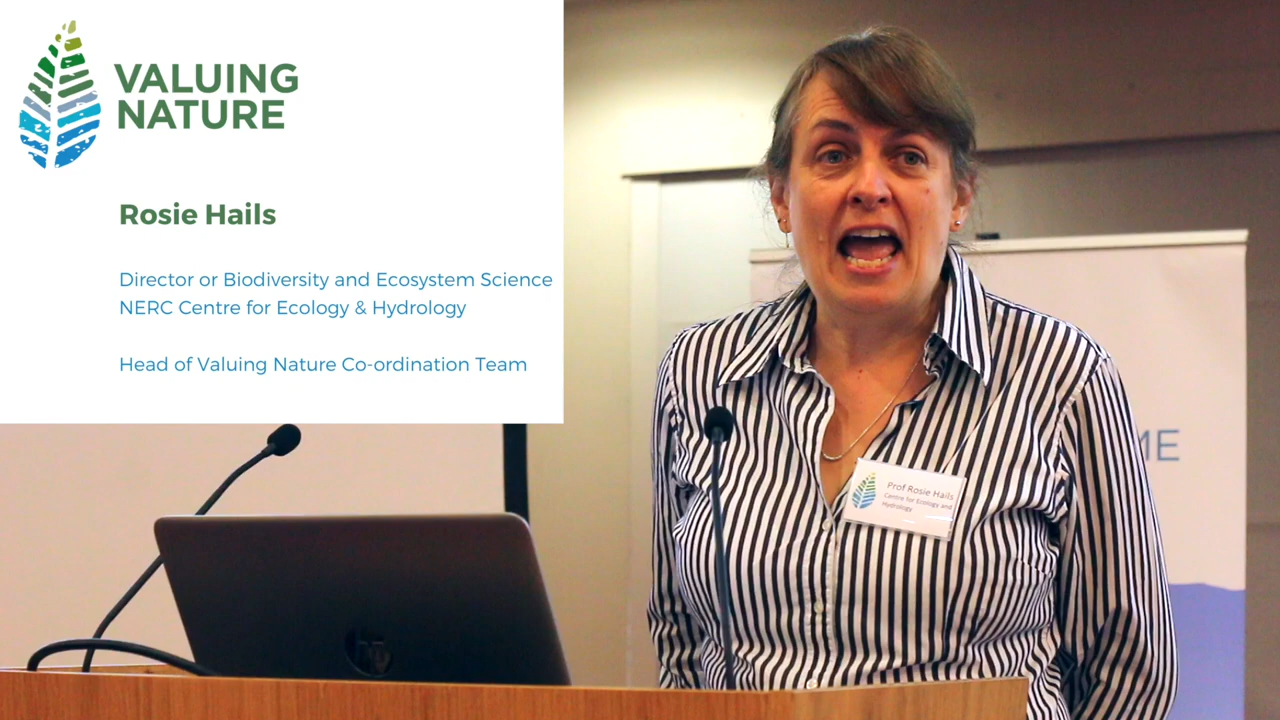 VALUING
NATURE
Rosie Hails
Director or Biodiversity and Ecosystem Science
NERC Centre for Ecology & Hydrology
Head of Valuing Nature Co-ordination Team
ME
Prof Rosie Hails
Centre for Ecology and
Hydrology
hp